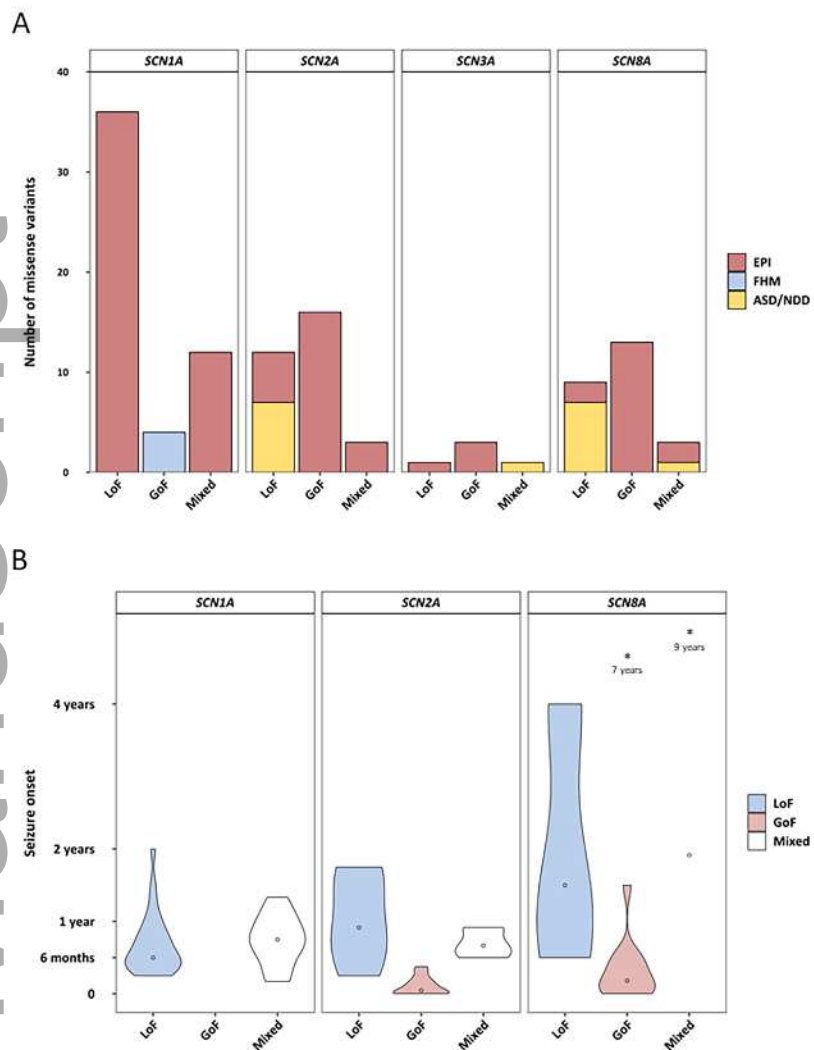 A
SCN1A SCN2A SCN3A SCN8A
40
30
20
10
0
Number of missense variants
LoF GoF Mixed LoF GoF Mixed LoF GoF Mixed LoF GoF Mixed
EPI
FHM
ASD/NDD
B
SCN1A SCN2A SCN8A
*
9 years
*
7 years
4 years
2 years
1 year
6 months
0
Seizure onset
LoF GoF Mixed LoF GoF Mixed LoF GoF Mixed
LoF
GoF
Mixed